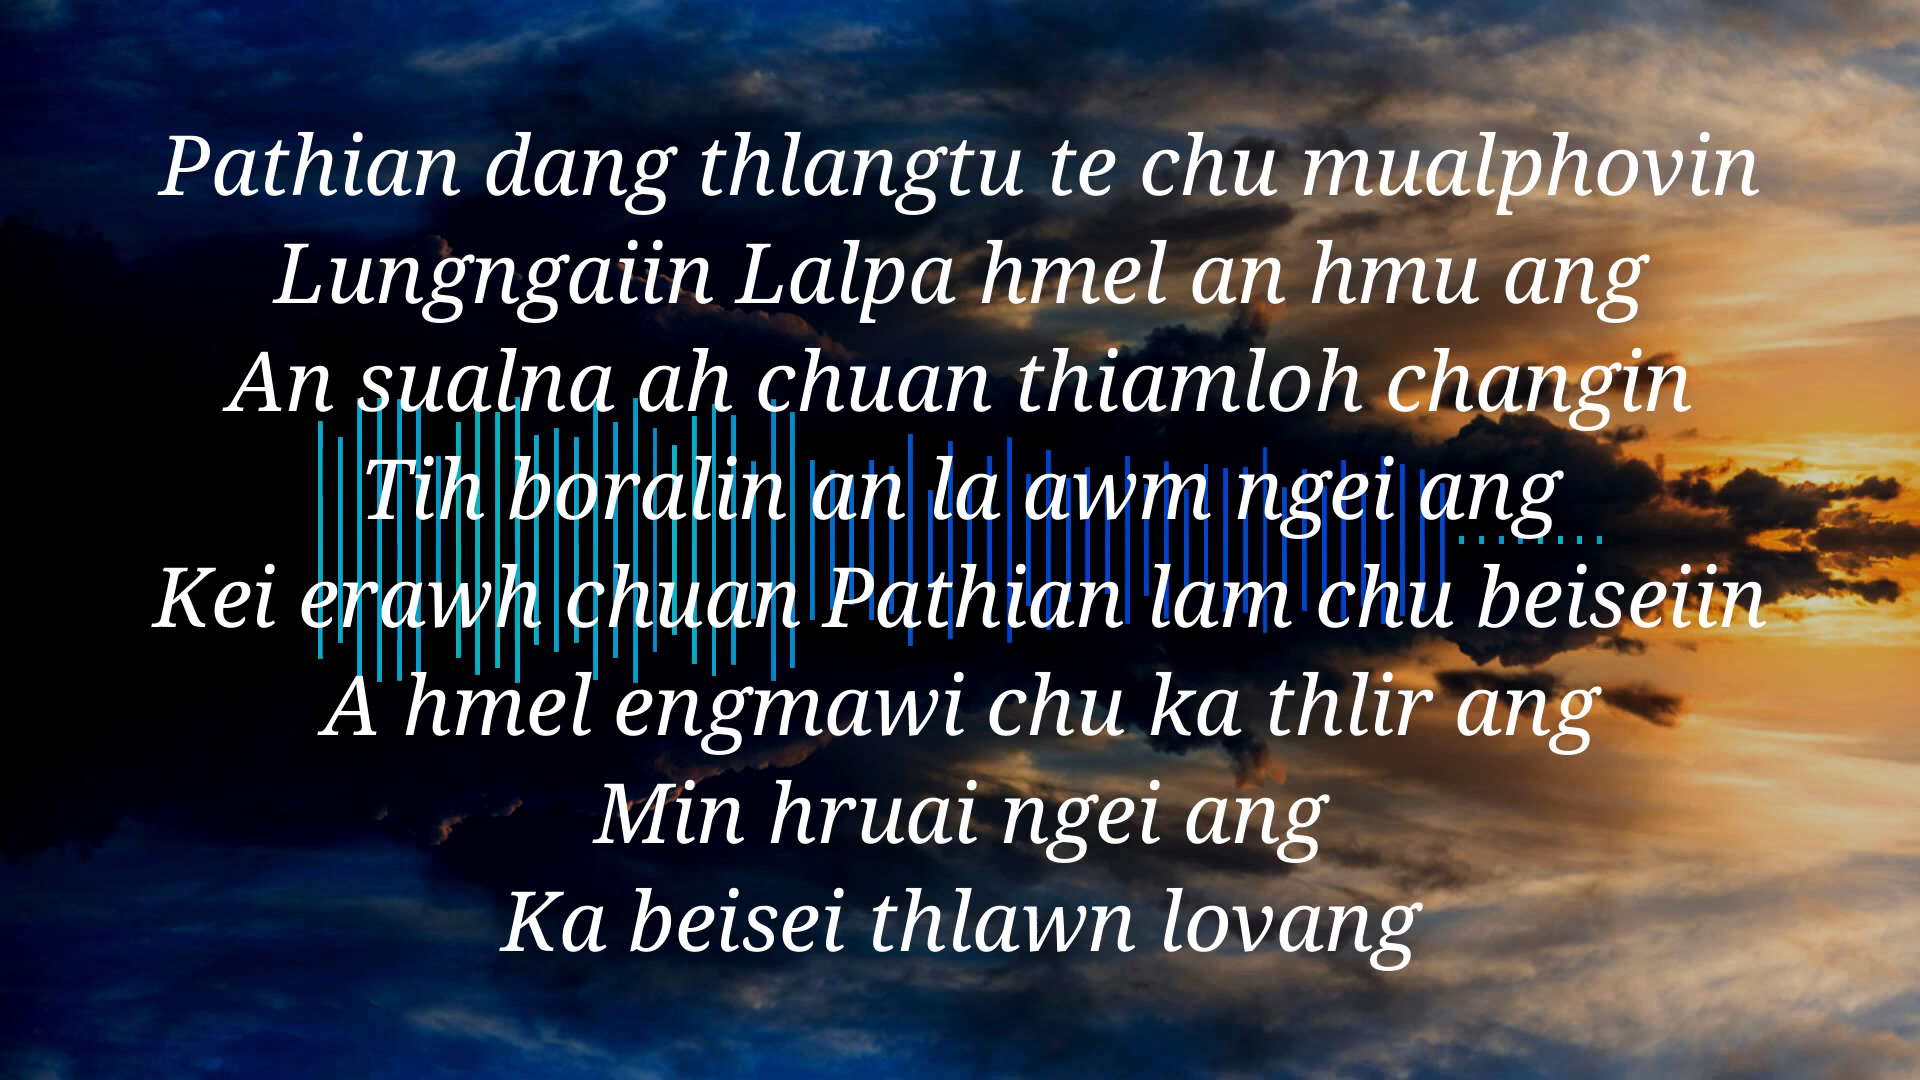 Pathian dang thlangtu te chu mualphovin
Lungngaiin Lalpa hmel an hmu ang
An sualna ah chuan thiamloh changin
Tih boralin an la awm ngei ang
Kei erawh chuan Pathian lam chu beiseiin
A hmel engmawi chu ka thlir ang
Min hruai ngei ang
Ka beisei thlawn lovang